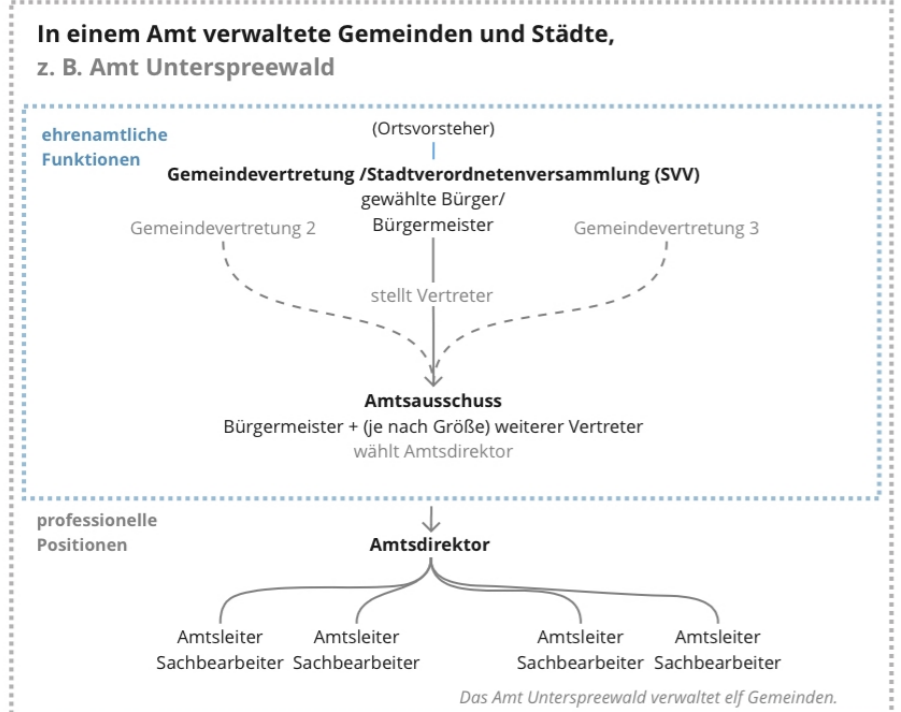 In einem Amt verwaltete Gemeinden und Städte,
z. B. Amt Unterspreewald
ehrenamtliche
Funktionen
(Ortsvorsteher)
Gemeindevertretung /Stadtverordnetenversammlung (SVV)
gewählte Bürger/
Bürgermeister
Gemeindevertretung 2
Gemeindevertretung 3
stellt Vertreter
Amtsausschuss
Bürgermeister + (je nach Größe) weiterer Vertreter
wählt Amtsdirektor
professionelle
Positionen
Amtsdirektor
Amtsleiter Amtsleiter Amtsleiter Amtsleiter
Sachbearbeiter Sachbearbeiter Sachbearbeiter Sachbearbeiter
Das Amt Unterspreewald verwaltet elf Gemeinden.